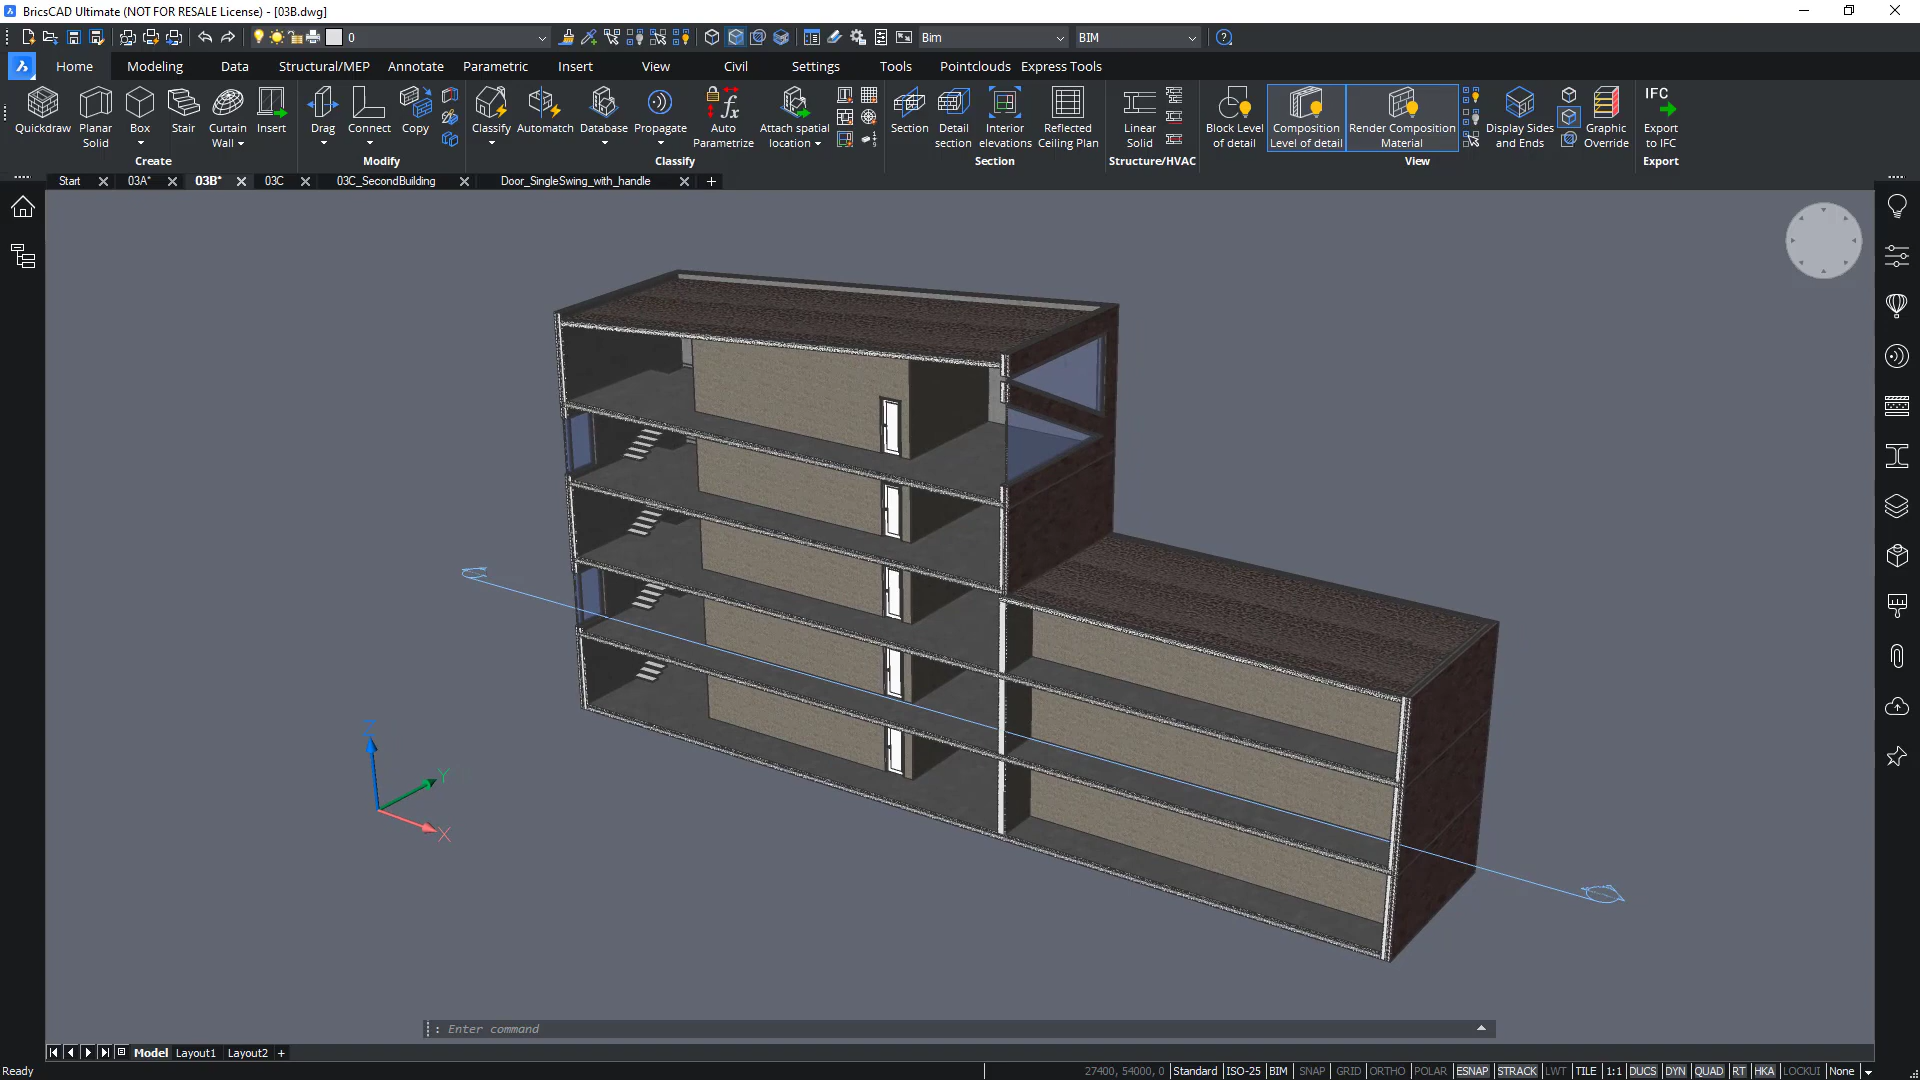 BricsCAD Ultimate (NOT FOR RESALE License) - [03B.dwg]
0 Bim BIM
Home Modeling Data Structural/MEP Annotate Parametric Insert View Civil Settings Tools Pointclouds Express Tools
Quickdraw Planar Solid Box Stair Curtain Wall Insert
Create
Drag Connect Copy
Modify
Classify Automatch Database Propagate Auto Parametrize Attach spatial location
Classify
Section Detail section Interior elevations Reflected Ceiling Plan
Section
Linear Solid
Structure/HVAC
Block Level of detail Composition Level of detail Render Composition Material Display Sides and Ends Graphic Override
View
IFC
Export to IFC
Export
Start 03A* 03B* 03C 03C_SecondBuilding Door_SingleSwing_with_handle
Z
Y
X
: Enter command
Model Layout1 Layout2 +
Ready 27400, 54000, 0 Standard ISO-25 BIM SNAP GRID ORTHO POLAR ESNAP STRACK LWT TILE 1:1 DUCS DYN QUAD RT HKA LOCKUI None